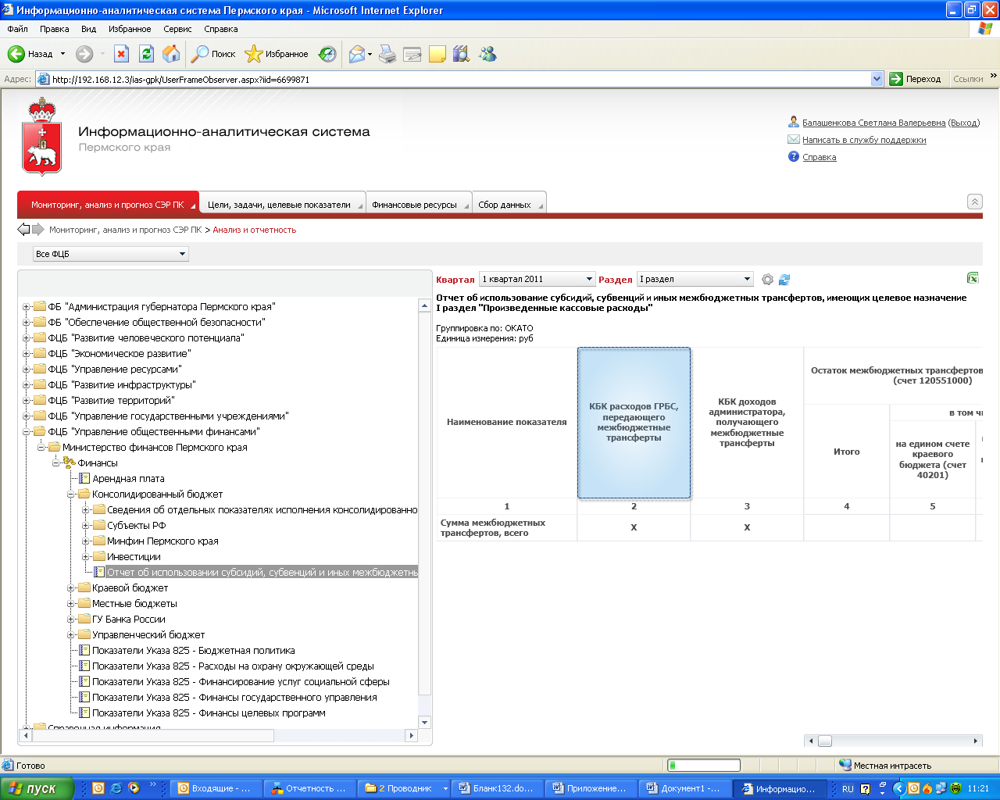 Информационно-аналитическая система Пермского края - Microsoft Internet Explorer
Файл Правка Вид Избранное Сервис Справка
Назад Поиск Избранное
Адрес: http://192.168.12.3/ias-gpk/UserFrameObserver.aspx?iid=6699871 Переход Ссылки »
Информационно-аналитическая система
Пермского края
Балашенкова Светлана Валерьевна (Выход)
Написать в службу поддержки
Справка
Мониторинг, анализ и прогноз СЭР ПК Цели, задачи, целевые показатели Финансовые ресурсы Сбор данных
Мониторинг, анализ и прогноз СЭР ПК > Анализ и отчетность
Все ФЦБ
ФБ "Администрация губернатора Пермского края"
ФБ "Обеспечение общественной безопасности"
ФЦБ "Развитие человеческого потенциала"
ФЦБ "Экономическое развитие"
ФЦБ "Управление ресурсами"
ФЦБ "Развитие инфраструктуры"
ФЦБ "Развитие территорий"
ФЦБ "Управление государственными учреждениями"
ФЦБ "Управление общественными финансами"
Министерство финансов Пермского края
Финансы
Арендная плата
Консолидированный бюджет
Сведения об отдельных показателях исполнения консолидированно
Субъекты РФ
Минфин Пермского края
Инвестиции
Отчет об использовании субсидий, субвенций и иных межбюджетнь
Краевой бюджет
Местные бюджеты
ГУ Банка России
Управленческий бюджет
Показатели Указа 825 - Бюджетная политика
Показатели Указа 825 - Расходы на охрану окружающей среды
Показатели Указа 825 - Финансирование услуг социальной сферы
Показатели Указа 825 - Финансы государственного управления
Показатели Указа 825 - Финансы целевых программ
Справочная информация
Квартал 1 квартал 2011 Раздел I раздел
Отчет об использование субсидий, субвенций и иных межбюджетных трансфертов, имеющих целевое назначение
I раздел "Произведенные кассовые расходы"
Группировка по: ОКАТО
Единица измерения: руб
Наименование показателя
КБК расходов ГРБС,
передающего
межбюджетные
трансферты
КБК доходов
администратора,
получающего
межбюджетные
трансферты
Остаток межбюджетных трансфертов
(счет 120551000)
в том чи
Итого
на едином счете
краевого
бюджета (счет
40201)
1 2 3 4 5
Сумма межбюджетных
трансфертов, всего
X X
Готово Местная интрасеть
пуск » Входящие - ... Отчетность ... 2 Проводник Бланк132.do... Приложение... Документ1 -... Информацио... RU 11:21